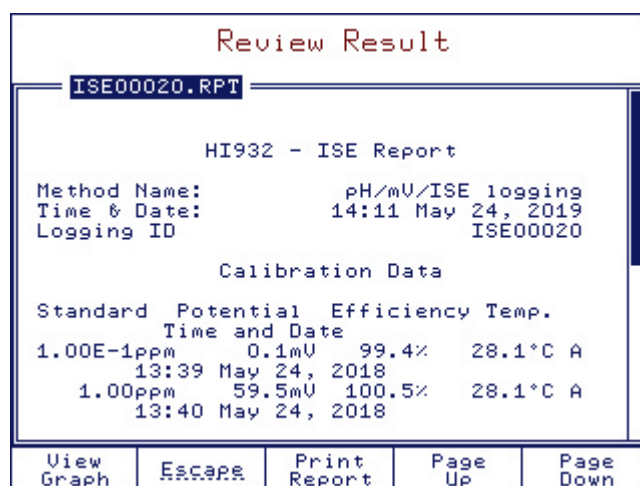 Review Result
ISE00020.RPT
HI932 - ISE Report
Method Name: pH/mV/ISE logging
Time & Date: 14:11 May 24, 2019
Logging ID ISE00020
Calibration Data
Standard Potential Efficiency Temp.
Time and Date
1.00E-1ppm 0.1mV 99.4% 28.1°C A
13:39 May 24, 2018
1.00ppm 59.5mV 100.5% 28.1°C A
13:40 May 24, 2018
View Graph
Escape
Print Report
Page Up
Page Down